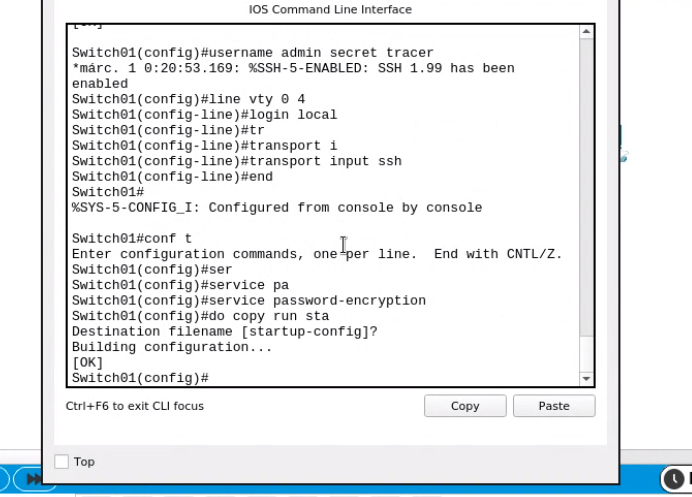 IOS Command Line Interface
[OK]
Switch01(config)#username admin secret tracer
*márc. 1 0:20:53.169: %SSH-5-ENABLED: SSH 1.99 has been
enabled
Switch01(config)#line vty 0 4
Switch01(config-line)#login local
Switch01(config-line)#tr
Switch01(config-line)#transport i
Switch01(config-line)#transport input ssh
Switch01(config-line)#end
Switch01#
%SYS-5-CONFIG_I: Configured from console by console
Switch01#conf t
Enter configuration commands, one per line.  End with CNTL/Z.
Switch01(config)#ser
Switch01(config)#service pa
Switch01(config)#service password-encryption
Switch01(config)#do copy run sta
Destination filename [startup-config]?
Building configuration...
[OK]
Switch01(config)#
Ctrl+F6 to exit CLI focus
Copy
Paste
Top